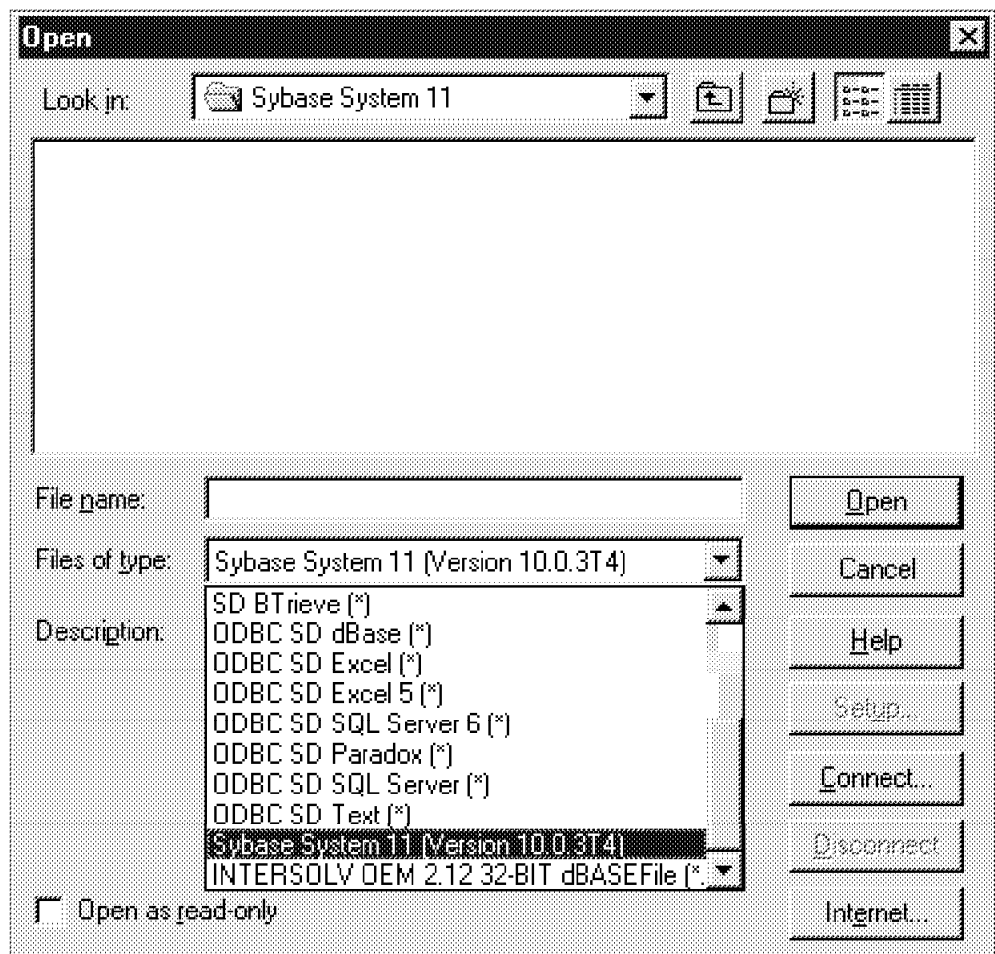 Open
Look in: Sybase System 11
File name: Open
Files of type: Sybase System 11 (Version 10.0.3T4) Cancel
Description: SD BTrieve (*)
ODBC SD dBase (*) Help
ODBC SD Excel (*)
ODBC SD Excel 5 (*) Setup...
ODBC SD SQL Server 6 (*)
ODBC SD Paradox (*) Connect...
ODBC SD SQL Server (*)
ODBC SD Text (*)
Sybase System 11 (Version 10.0.3T4) Disconnect
INTERSOLV OEM 2.12 32-BIT dBASEFile (*.
Open as read-only Internet...